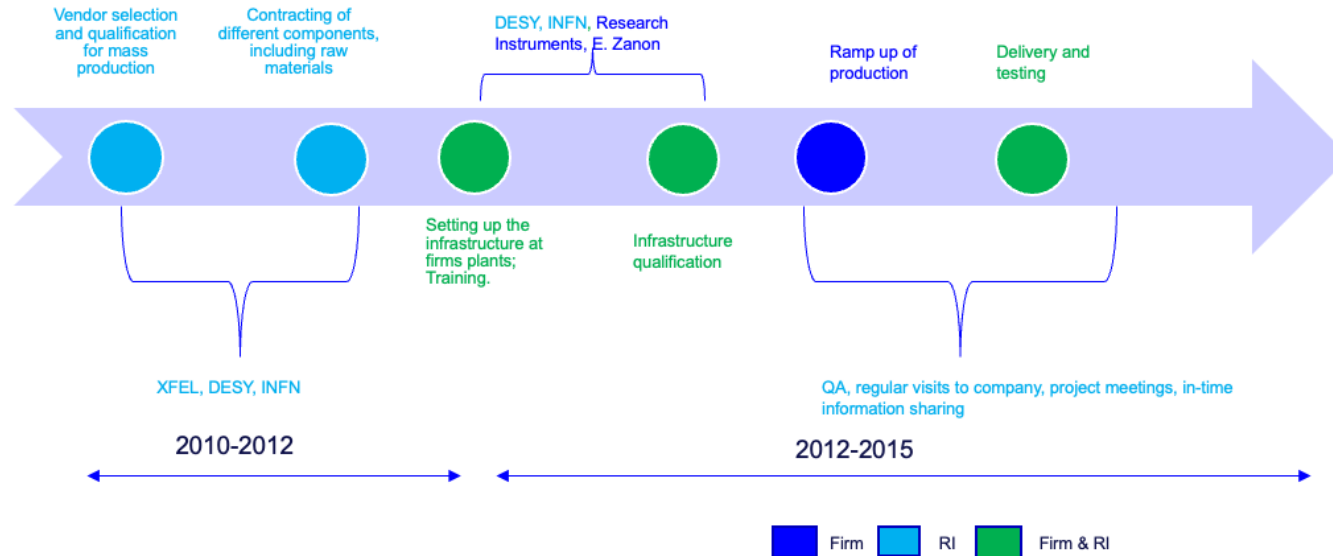 Vendor selection
and qualification
for mass
production
Contracting of
different components,
including raw
materials
DESY, INFN, Research
Instruments, E. Zanon
Ramp up of
production
Delivery and
testing
Setting up the
infrastructure at
firms plants;
Training.
Infrastructure
qualification
XFEL, DESY, INFN
QA, regular visits to company, project meetings, in-time
information sharing
2010-2012
2012-2015
Firm
RI
Firm & RI